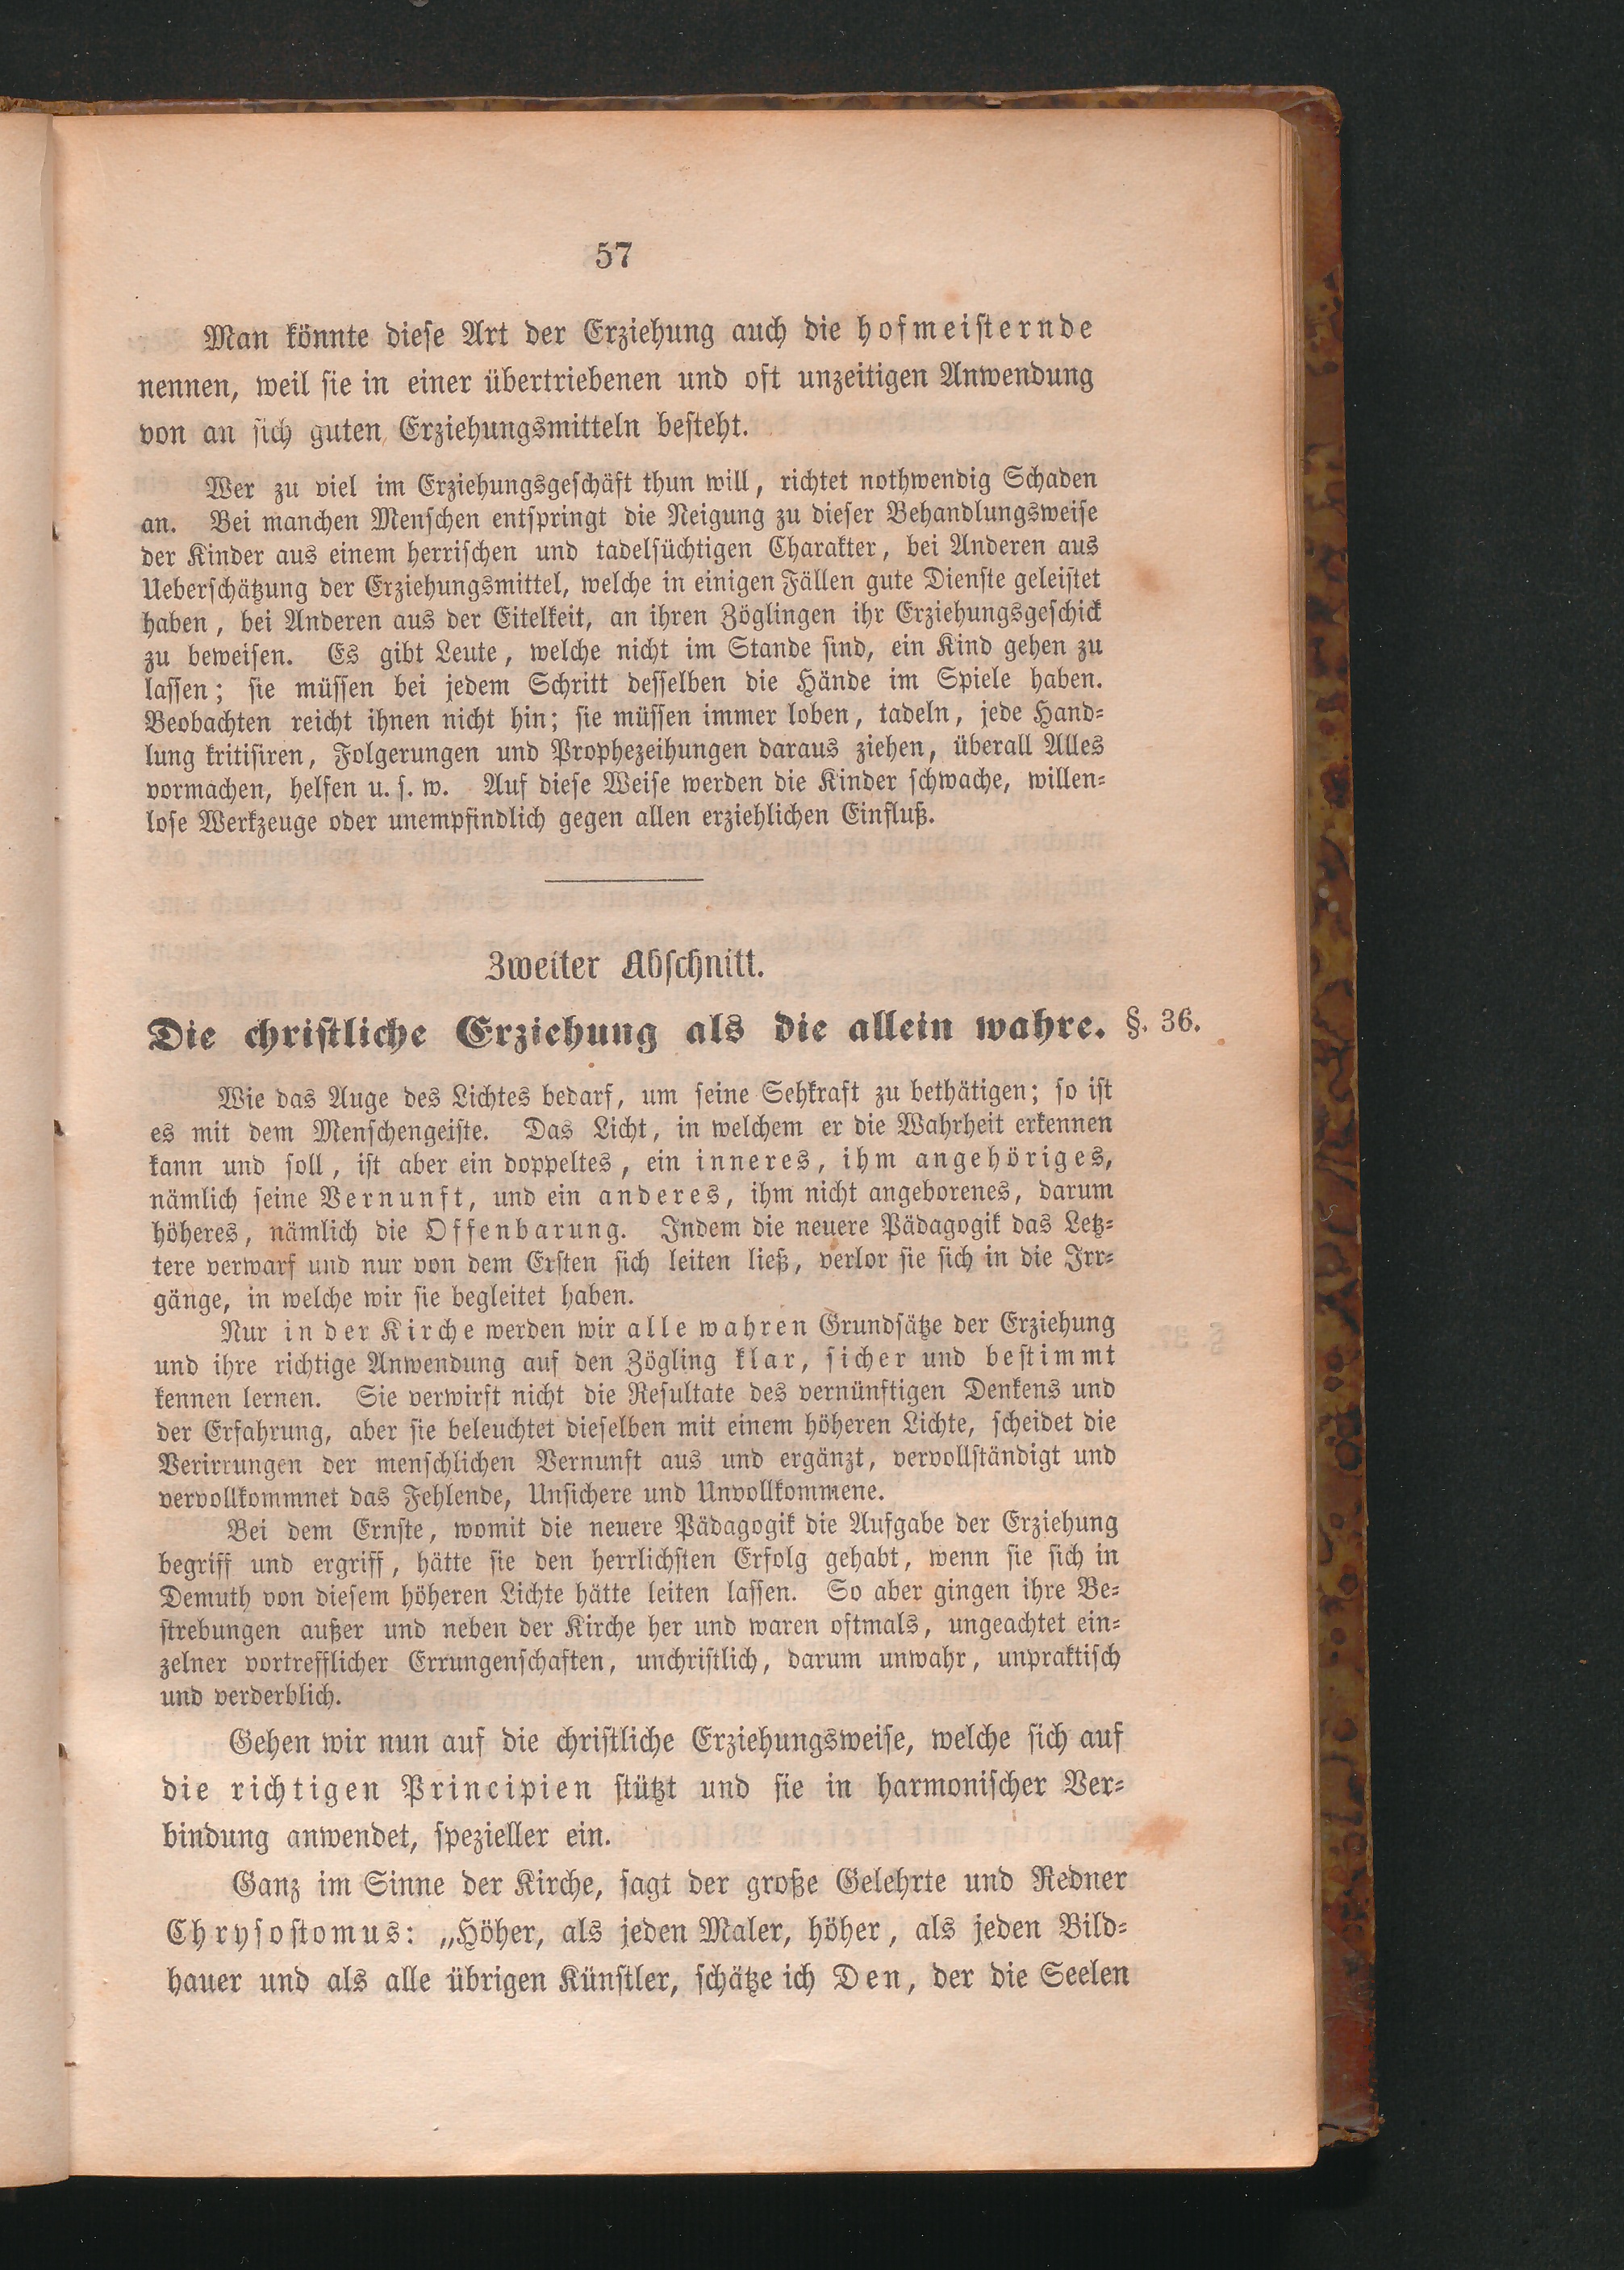 57
Man könnte diese Art der Erziehung auch die hofmeisternde
nennen, weil sie in einer übertriebenen und oft unzeitigen Anwendung
von an sich guten Erziehungsmitteln besteht.
Wer zu viel im Erziehungsgeschäft thun will, richtet nothwendig Schaden
an. Bei manchen Menschen entspringt die Neigung zu dieser Behandlungsweise
der Kinder aus einem herrischen und tadelsüchtigen Charakter, bei Anderen aus
Ueberschätzung der Erziehungsmittel, welche in einigen Fällen gute Dienste geleistet
haben, bei Anderen aus der Eitelkeit, an ihren Zöglingen ihr Erziehungsgeschick
zu beweisen. Es gibt Leute, welche nicht im Stande sind, ein Kind gehen zu
lassen; sie müssen bei jedem Schritt desselben die Hände im Spiele haben.
Beobachten reicht ihnen nicht hin; sie müssen immer loben, tadeln, jede Hand-
lung kritisiren, Folgerungen und Prophezeihungen daraus ziehen, überall Alles
vormachen, helfen u. s. w. Auf diese Weise werden die Kinder schwache, willen-
lose Werkzeuge oder unempfindlich gegen allen erziehlichen Einfluß.
Zweiter Abschnitt.
Die christliche Erziehung als die allein wahre. §. 36.
Wie das Auge des Lichtes bedarf, um seine Sehkraft zu bethätigen; so ist
es mit dem Menschengeiste. Das Licht, in welchem er die Wahrheit erkennen
kann und soll, ist aber ein doppeltes, ein inneres, ihm angehöriges,
nämlich seine Vernunft, und ein anderes, ihm nicht angeborenes, darum
höheres, nämlich die Offenbarung. Indem die neuere Pädagogik das Letz-
tere verwarf und nur von dem Ersten sich leiten ließ, verlor sie sich in die Irr-
gänge, in welche wir sie begleitet haben.
Nur in der Kirche werden wir alle wahren Grundsätze der Erziehung
und ihre richtige Anwendung auf den Zögling klar, sicher und bestimmt
kennen lernen. Sie verwirft nicht die Resultate des vernünftigen Denkens und
der Erfahrung, aber sie beleuchtet dieselben mit einem höheren Lichte, scheidet die
Verirrungen der menschlichen Vernunft aus und ergänzt, vervollständigt und
vervollkommnet das Fehlende, Unsichere und Unvollkommene.
Bei dem Ernste, womit die neuere Pädagogik die Aufgabe der Erziehung
begriff und ergriff, hätte sie den herrlichsten Erfolg gehabt, wenn sie sich in
Demuth von diesem höheren Lichte hätte leiten lassen. So aber gingen ihre Be-
strebungen außer und neben der Kirche her und waren oftmals, ungeachtet ein-
zelner vortrefflicher Errungenschaften, unchristlich, darum unwahr, unpraktisch
und verderblich.
Gehen wir nun auf die christliche Erziehungsweise, welche sich auf
die richtigen Principien stützt und sie in harmonischer Ver-
bindung anwendet, spezieller ein.
Ganz im Sinne der Kirche, sagt der große Gelehrte und Redner
Chrysostomus: „Höher, als jeden Maler, höher, als jeden Bild-
hauer und als alle übrigen Künstler, schätze ich Den, der die Seelen